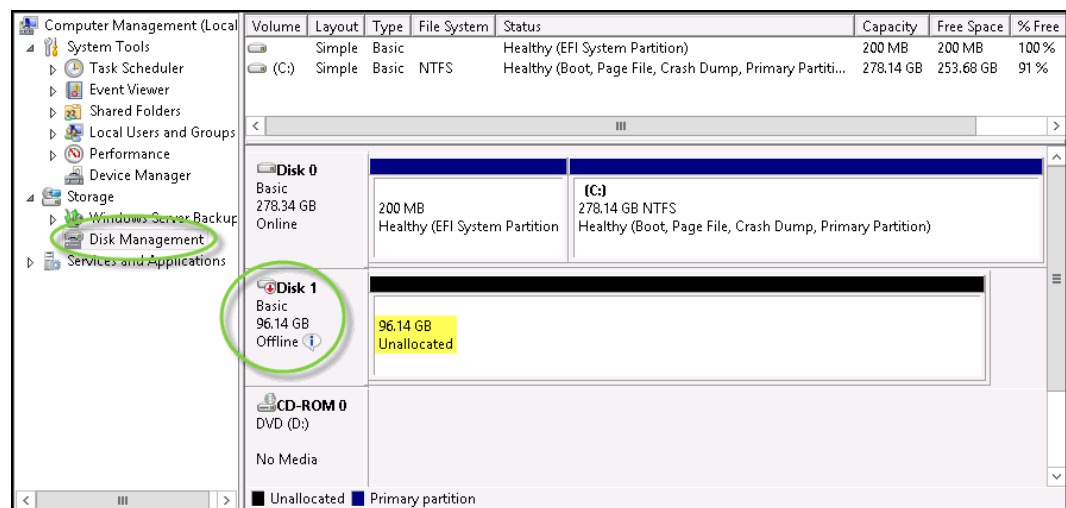 Computer Management (Local
System Tools
Task Scheduler
Event Viewer
Shared Folders
Local Users and Groups
Performance
Device Manager
Storage
Windows Server Backup
Disk Management
Services and Applications
Volume Layout Type File System Status Capacity Free Space % Free
Simple Basic Healthy (EFI System Partition) 200 MB 200 MB 100 %
(C:) Simple Basic NTFS Healthy (Boot, Page File, Crash Dump, Primary Partiti... 278.14 GB 253.68 GB 91 %
Disk 0
Basic
278.34 GB
Online
200 MB
Healthy (EFI System Partition
(C:)
278.14 GB NTFS
Healthy (Boot, Page File, Crash Dump, Primary Partition)
Disk 1
Basic
96.14 GB
Offline
96.14 GB
Unallocated
CD-ROM 0
DVD (D:)
No Media
Unallocated Primary partition